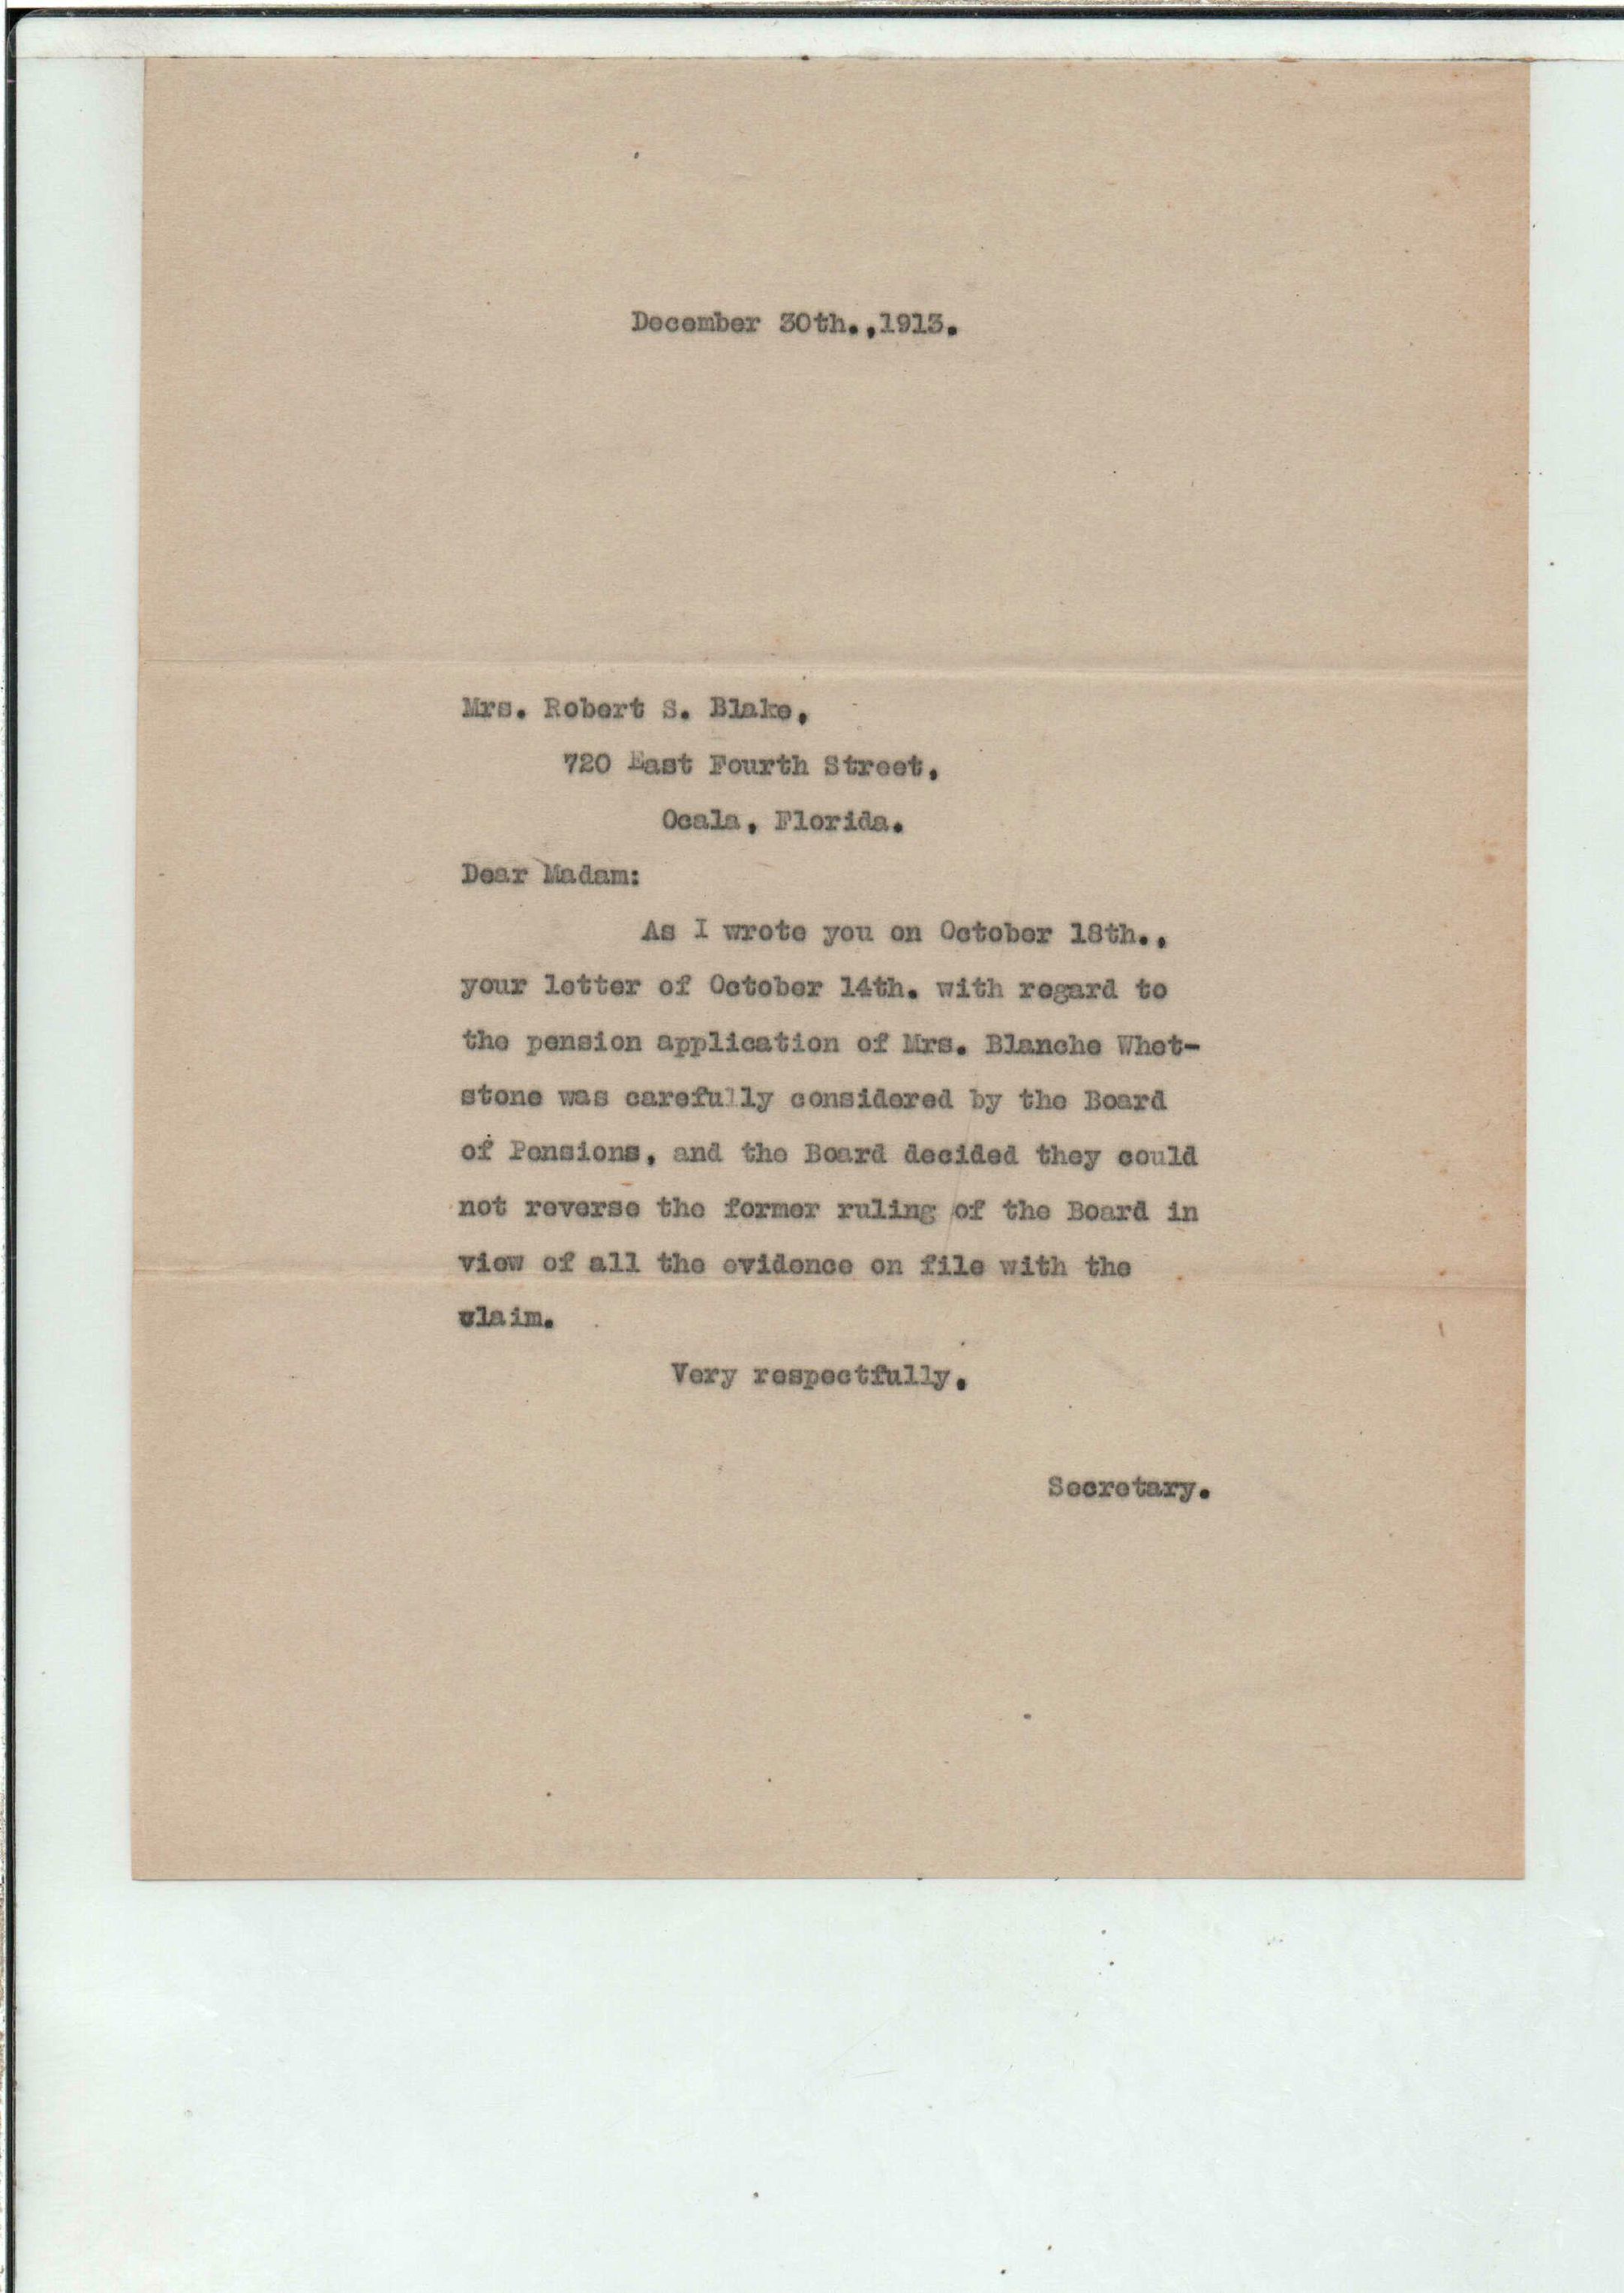 December 30th.,1913.
Mrs. Robert S. Blake,
720 East Fourth Street,
Ocala, Florida.
Dear Madam:
As I wrote you on October 18th.,
your letter of October 14th. with regard to
the pension application of Mrs. Blanche Whet-
stone was carefully considered by the Board
of Pensions, and the Board decided they could
not reverse the former ruling of the Board in
view of all the evidence on file with the
claim.
Very respectfully,
Secretary.